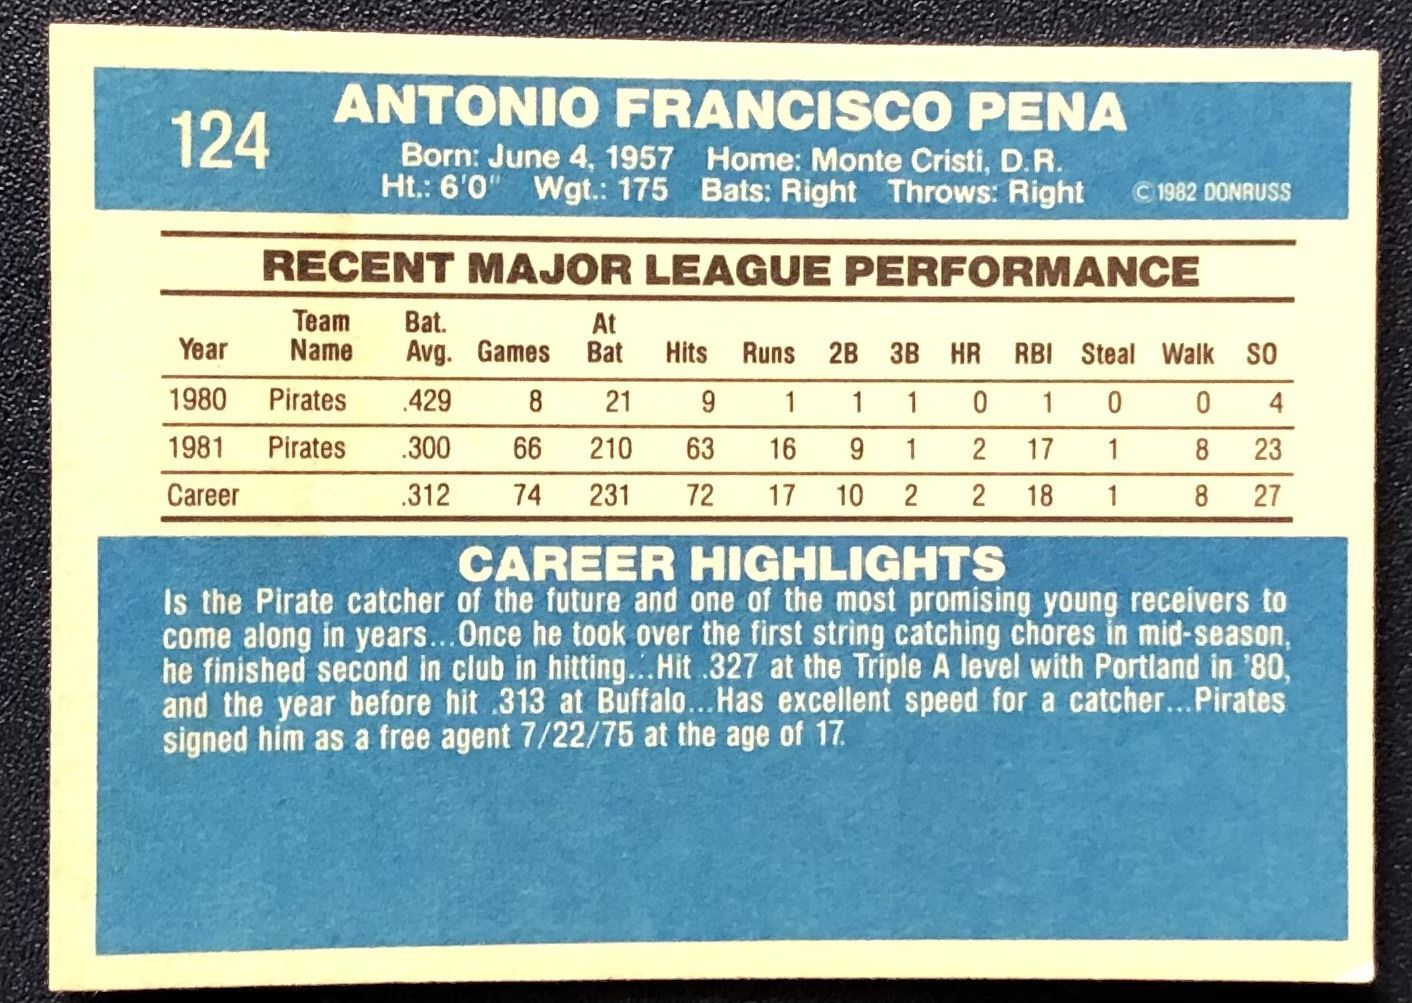 124
ANTONIO FRANCISCO PENA
Born: June 4, 1957 Home: Monte Cristi, D.R.
Ht.: 6'0" Wgt.: 175 Bats: Right Throws: Right © 1982 DONRUSS
RECENT MAJOR LEAGUE PERFORMANCE
Year Team Name Bat. Avg. Games At Bat Hits Runs 2B 3B HR RBI Steal Walk SO
1980 Pirates .429 8 21 9 1 1 1 0 1 0 0 4
1981 Pirates .300 66 210 63 16 9 1 2 17 1 8 23
Career .312 74 231 72 17 10 2 2 18 1 8 27
CAREER HIGHLIGHTS
Is the Pirate catcher of the future and one of the most promising young receivers to
come along in years...Once he took over the first string catching chores in mid-season,
he finished second in club in hitting...Hit .327 at the Triple A level with Portland in '80,
and the year before hit .313 at Buffalo...Has excellent speed for a catcher...Pirates
signed him as a free agent 7/22/75 at the age of 17.